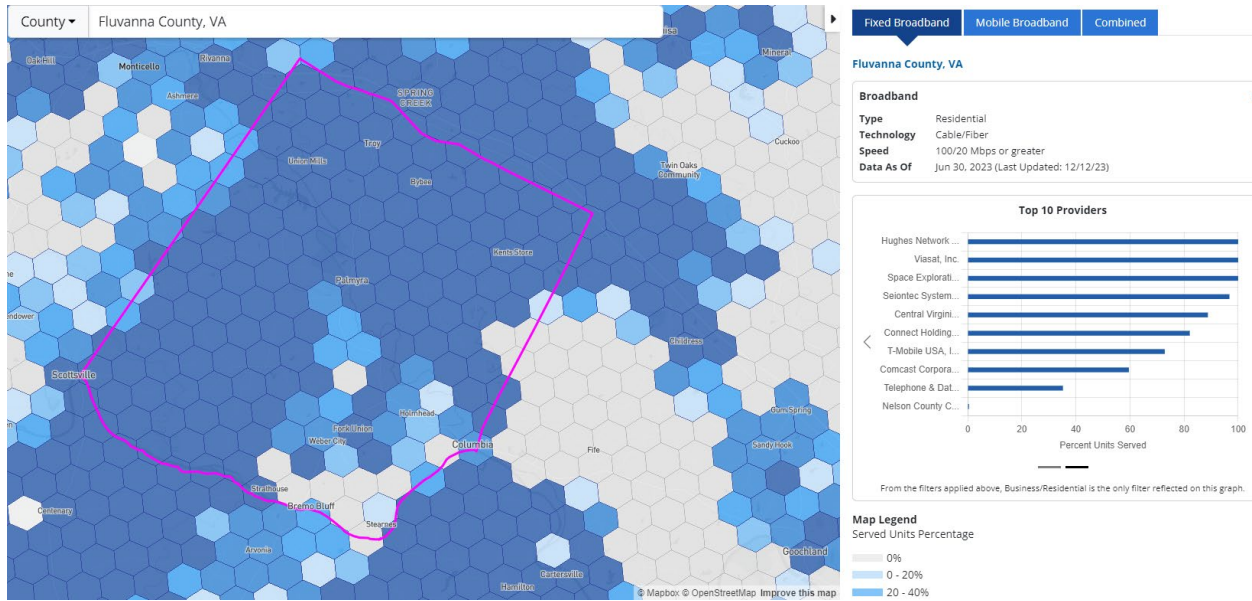 County
Fluvanna County, VA
Oak Hill
Monticello
Rivanna
Ashmere
SPRING
CREEK
Mineral
Cuckoo
Union Mills
Troy
Bybee
Twin Oaks
Community
Kents Store
Palmyra
endower
Scottsville
Childress
Holmhead
Fork Union
Weber City
Columbia
Gum Spring
Sandy Hook
Fife
Strathouse
Bremo Bluff
Stearnes
Centenary
Arvonia
Goochland
Cartersville
Hamilton
© Mapbox © OpenStreetMap Improve this map
Fixed Broadband
Mobile Broadband
Combined
Fluvanna County, VA
Broadband
Type Residential
Technology Cable/Fiber
Speed 100/20 Mbps or greater
Data As Of Jun 30, 2023 (Last Updated: 12/12/23)
Top 10 Providers
Hughes Network ...
Viasat, Inc.
Space Explorati...
Seiontec System...
Central Virgini...
Connect Holding...
T-Mobile USA, I...
Comcast Corpora...
Telephone & Dat...
Nelson County C...
0 20 40 60 80 100
Percent Units Served
From the filters applied above, Business/Residential is the only filter reflected on this graph.
Map Legend
Served Units Percentage
0%
0 - 20%
20 - 40%